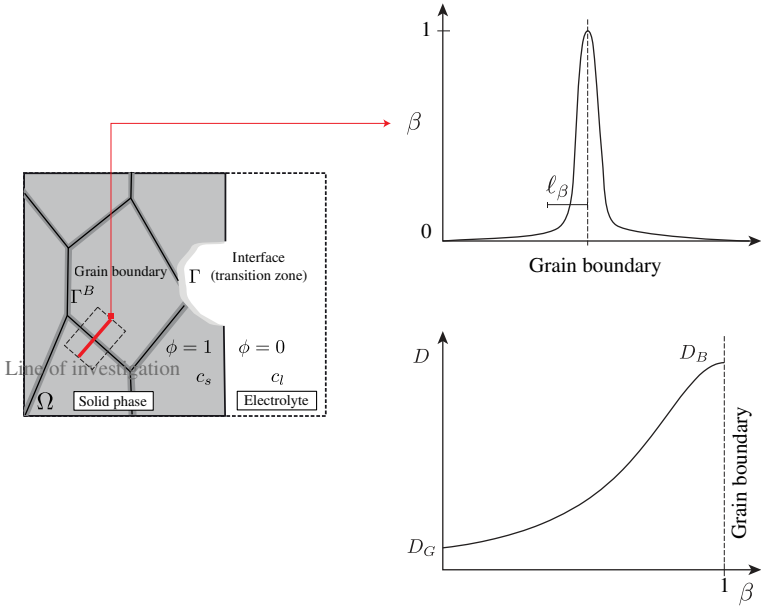 1
β
ℓβ
0
Grain boundary
Grain boundary
Γ^B
Γ
Interface
(transition zone)
ϕ = 1
ϕ = 0
Line of investigation
c_s
c_l
Ω
Solid phase
Electrolyte
D
D_B
D_G
Grain boundary
1
β